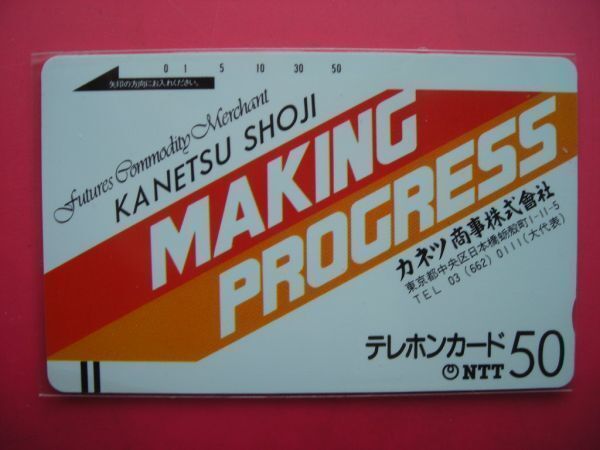 0 1 5 10 30 50
矢印の方向にお入れください。
Futures Commodity Merchant
KANETSU SHOJI
MAKING
PROGRESS
カネツ商事株式會社
東京都中央区日本橋蛎殻町1-11-5
TEL 03 (662) 0111(大代表)
テレホンカード50
NTT